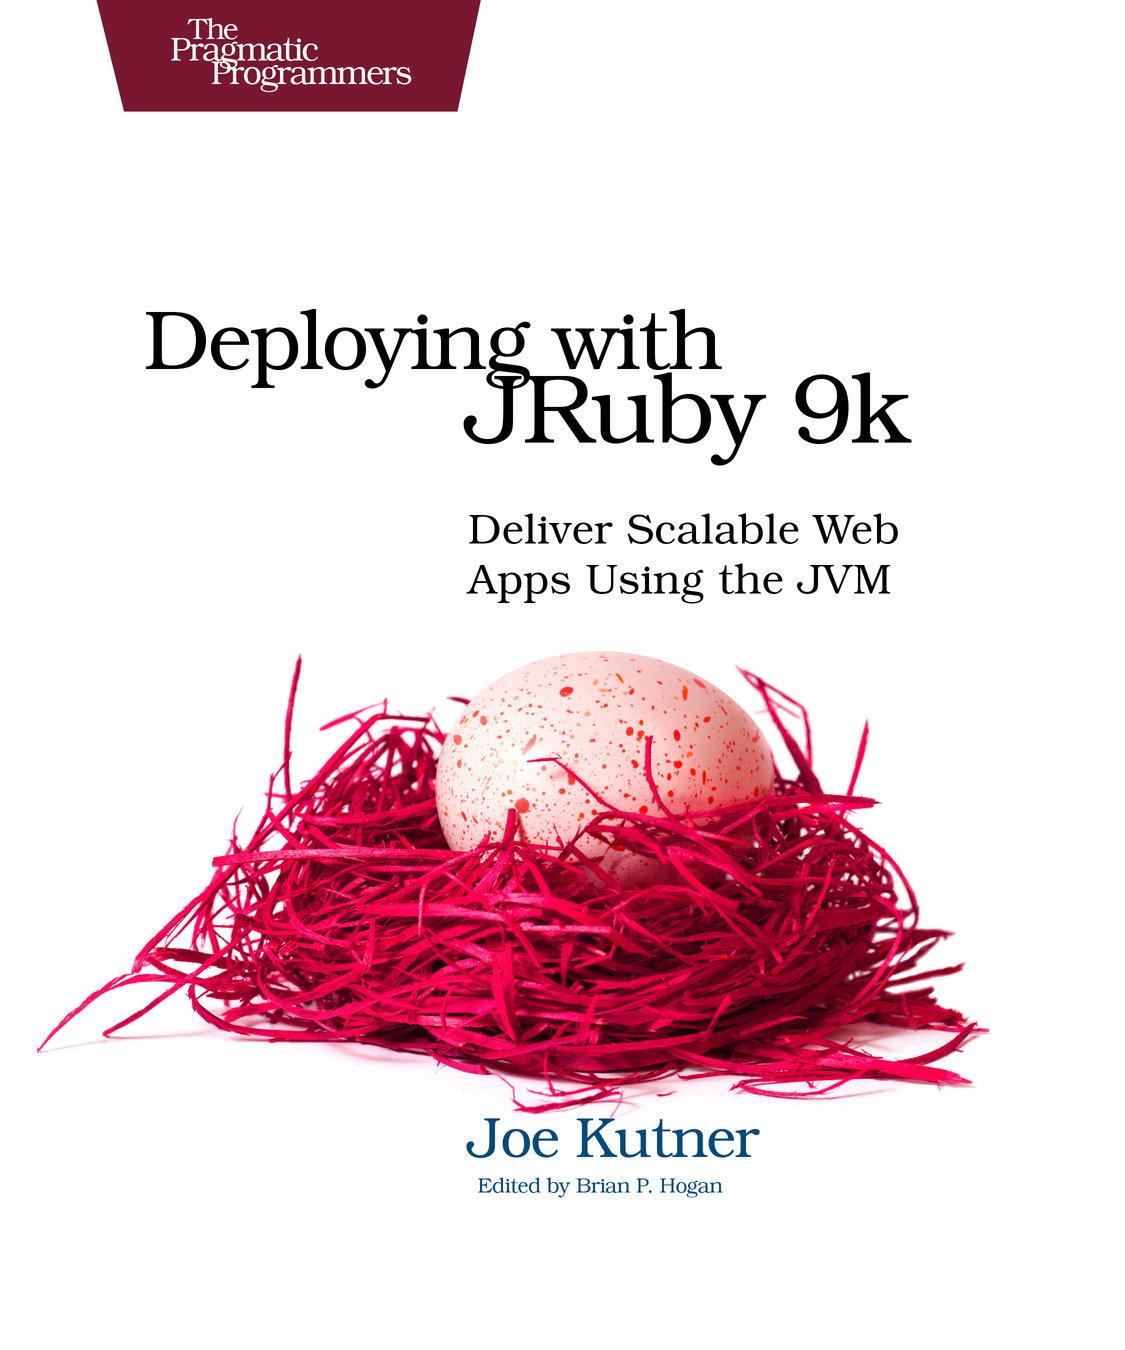 The
Pragmatic
Programmers
Deploying with
JRuby 9k
Deliver Scalable Web
Apps Using the JVM
Joe Kutner
Edited by Brian P. Hogan